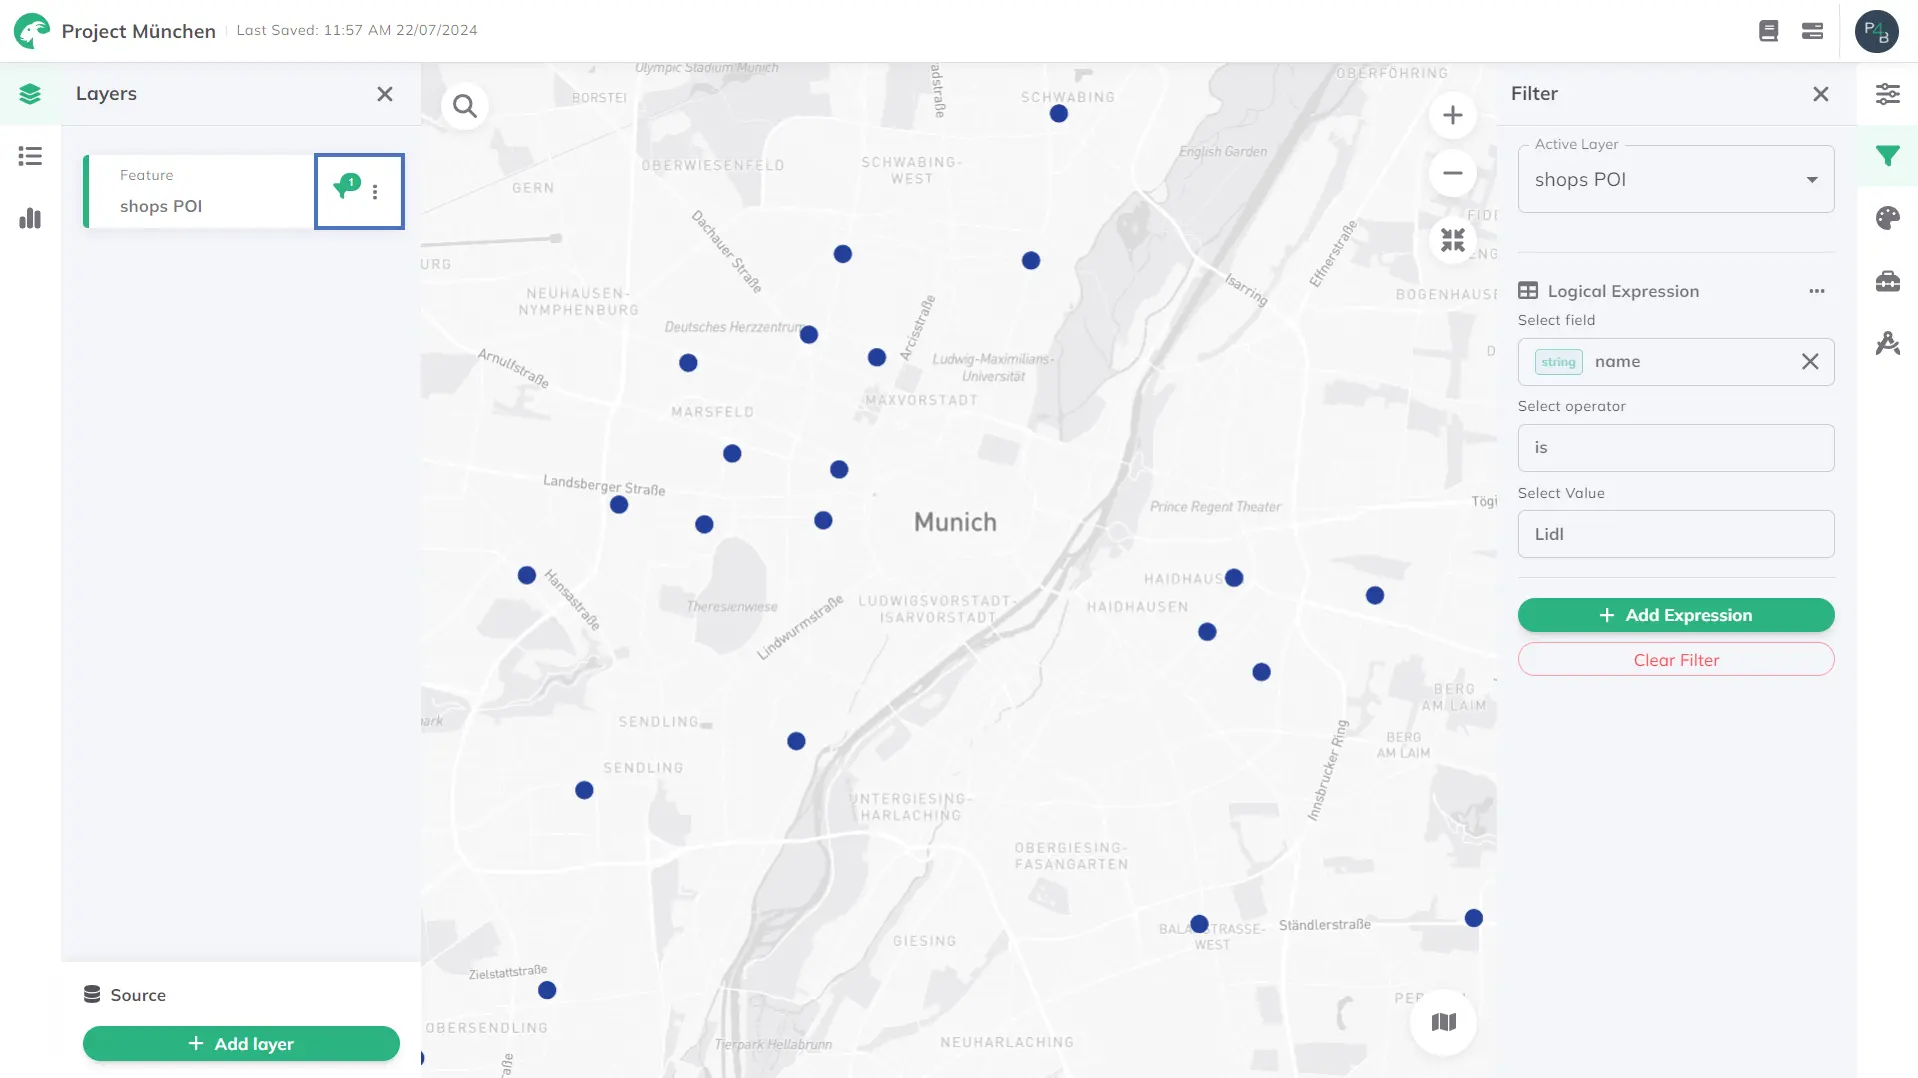 Project München
Last Saved: 11:57 AM 22/07/2024
P4B
Layers
Feature
shops POI
1
Source
+ Add layer
Olympic Stadium Munich
BORSTEI
OBERFÖHRING
SCHWABING
OBERWIESENFELD
SCHWABING-
WEST
English Garden
GERN
Dachauer Straße
Effnerstraße
Isarring
NEUHAUSEN-
NYMPHENBURG
Deutsches Herzzentrum
Arcisstraße
Arnulfstraße
Ludwig-Maximilians-
Universität
MAXVORSTADT
MARSFELD
Landsberger Straße
Prince Regent Theater
Munich
Hansastraße
Theresienwiese
Lindwurmstraße
LUDWIGSVORSTADT-
ISARVORSTADT
HAIDHAUSEN
SENDLING
SENDLING
BERG
AM LAIM
BERG
AM LAIM
Innsbrucker Ring
UNTERGIESING-
HARLACHING
OBERGIESING-
FASANGARTEN
GIESING
WEST
Ständlerstraße
Zielstattstraße
OBERSENDLING
Tierpark Hellabrunn
NEUHARLACHING
Filter
Active Layer
shops POI
Logical Expression
Select field
string name
Select operator
is
Select Value
Lidl
+ Add Expression
Clear Filter